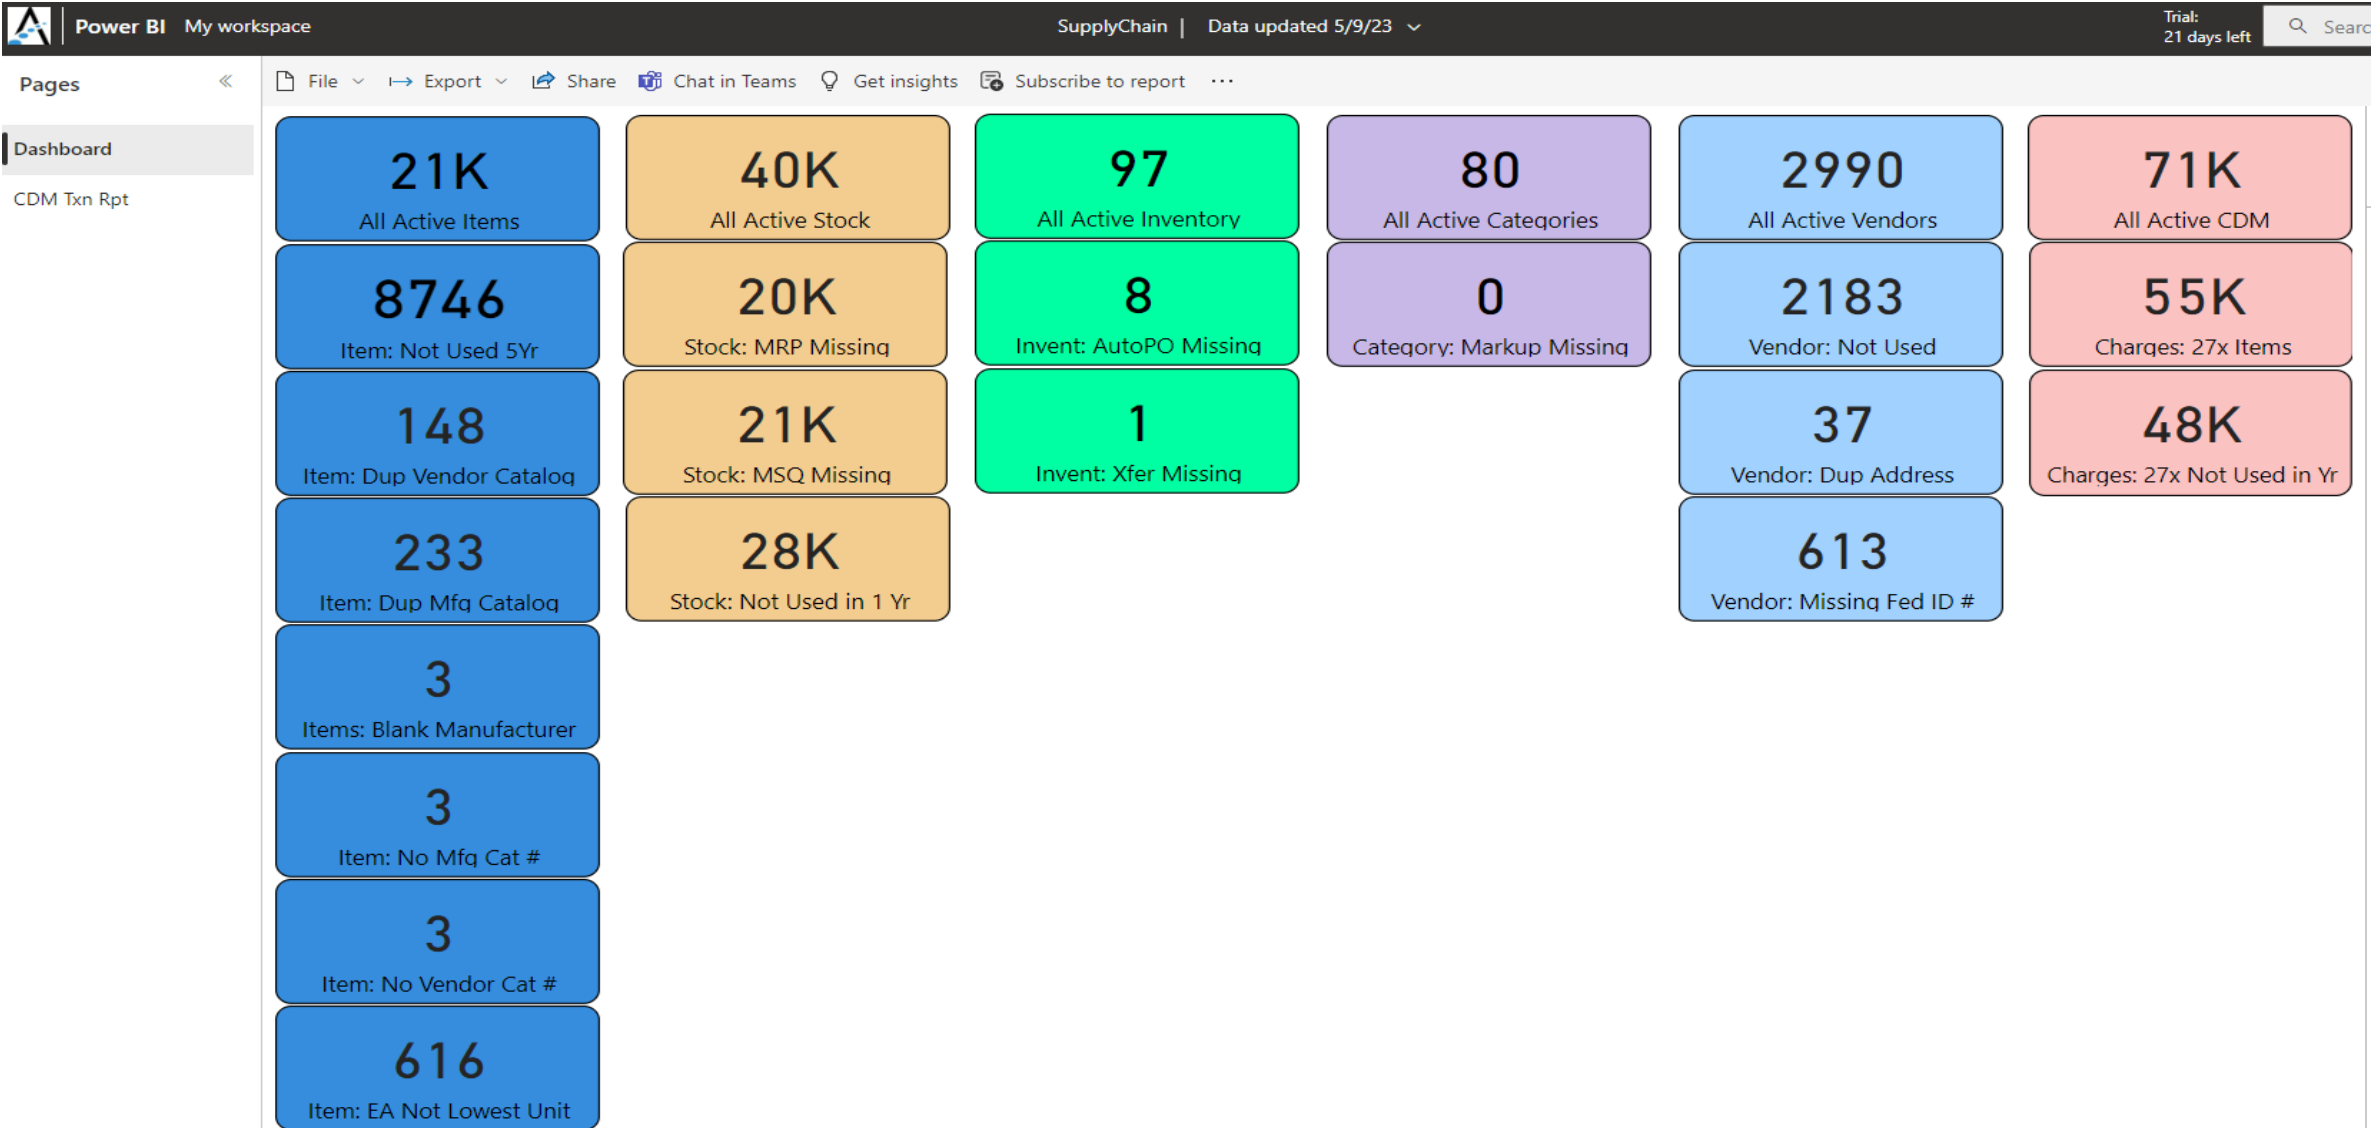 Power BI My workspace
SupplyChain | Data updated 5/9/23
Trial:
21 days left
Searc
Pages
File
Export
Share
Chat in Teams
Get insights
Subscribe to report
Dashboard
CDM Txn Rpt
21K
All Active Items
8746
Item: Not Used 5Yr
148
Item: Dup Vendor Catalog
233
Item: Dup Mfg Catalog
3
Items: Blank Manufacturer
3
Item: No Mfg Cat #
3
Item: No Vendor Cat #
616
Item: EA Not Lowest Unit
40K
All Active Stock
20K
Stock: MRP Missing
21K
Stock: MSQ Missing
28K
Stock: Not Used in 1 Yr
97
All Active Inventory
8
Invent: AutoPO Missing
1
Invent: Xfer Missing
80
All Active Categories
0
Category: Markup Missing
2990
All Active Vendors
2183
Vendor: Not Used
37
Vendor: Dup Address
613
Vendor: Missing Fed ID #
71K
All Active CDM
55K
Charges: 27x Items
48K
Charges: 27x Not Used in Yr